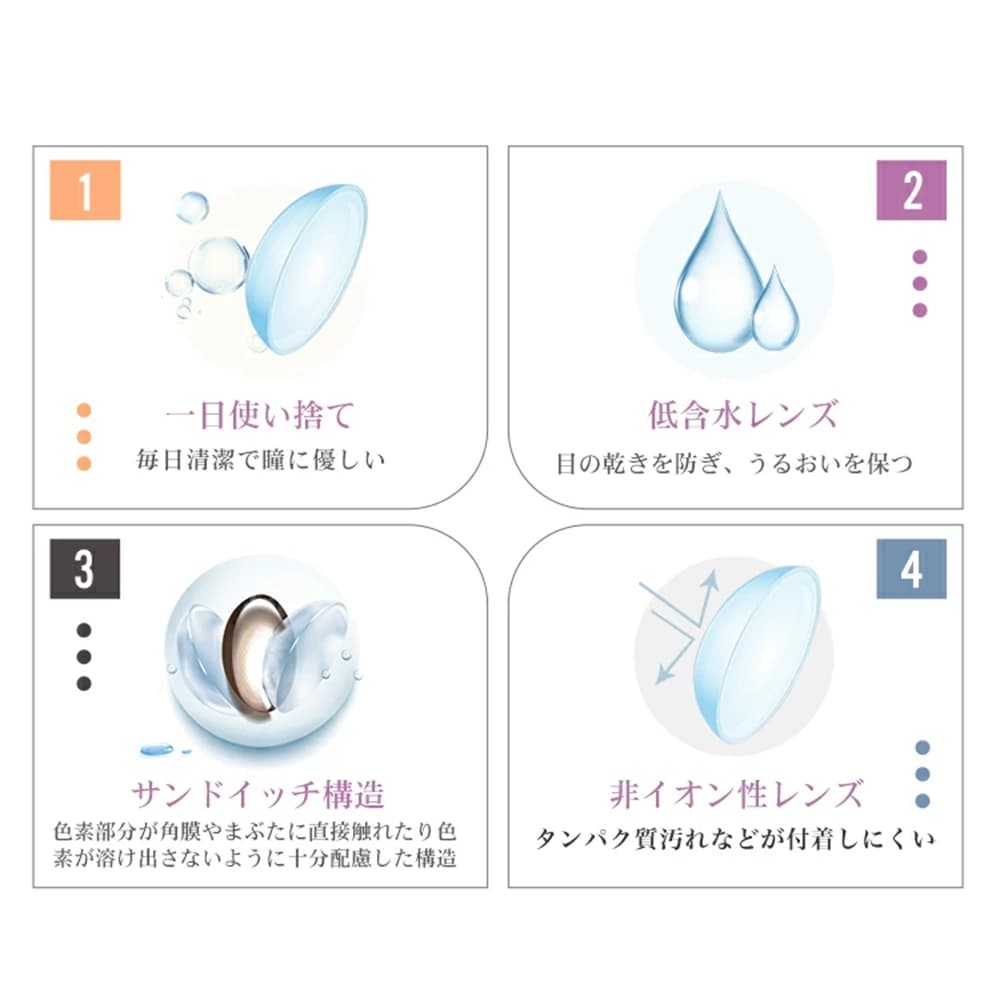 1
一日使い捨て
毎日清潔で瞳に優しい
2
低含水レンズ
目の乾きを防ぎ、うるおいを保つ
3
サンドイッチ構造
色素部分が角膜やまぶたに直接触れたり色
素が溶け出さないように十分配慮した構造
4
非イオン性レンズ
タンパク質汚れなどが付着しにくい